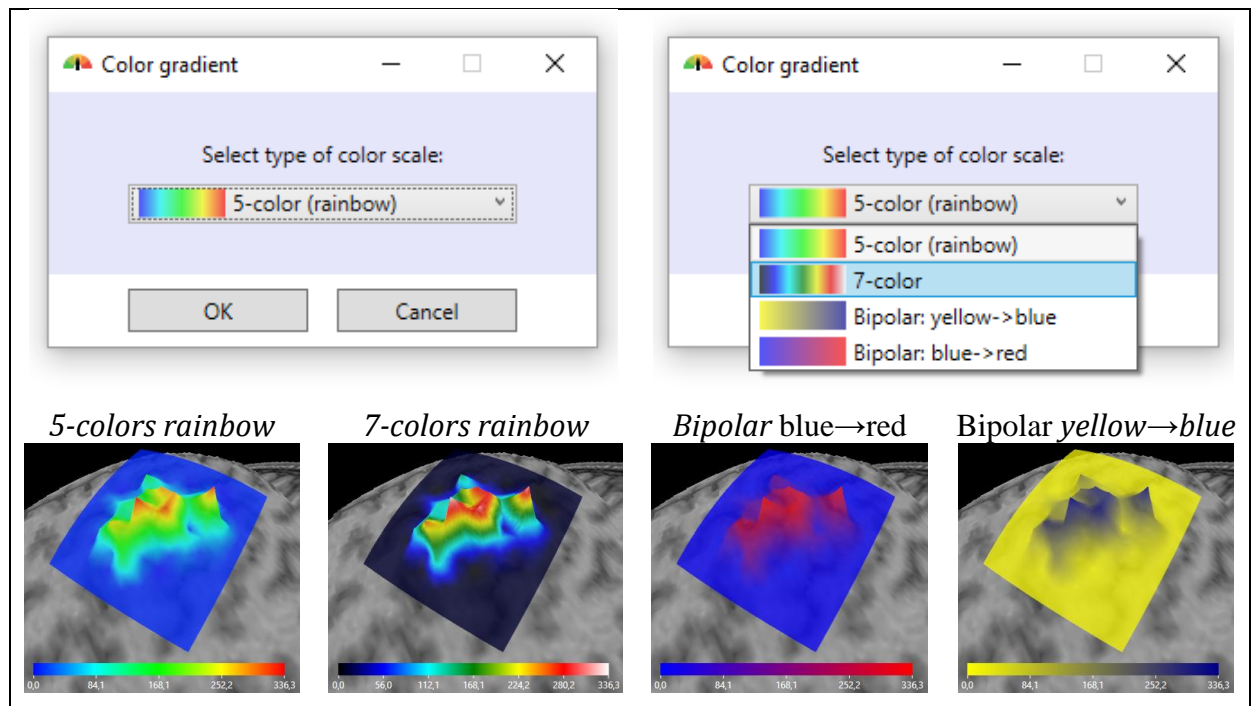 Color gradient
Select type of color scale:
5-color (rainbow)
OK Cancel
Color gradient
Select type of color scale:
5-color (rainbow)
5-color (rainbow)
7-color
Bipolar: yellow->blue
Bipolar: blue->red
5-colors rainbow 7-colors rainbow Bipolar blue→red Bipolar yellow→blue
0,0 84,1 168,1 252,2 336,3
0,0 56,0 112,1 168,1 224,2 280,2 336,3
0,0 84,1 168,1 252,2 336,3
0,0 84,1 168,1 252,2 336,3